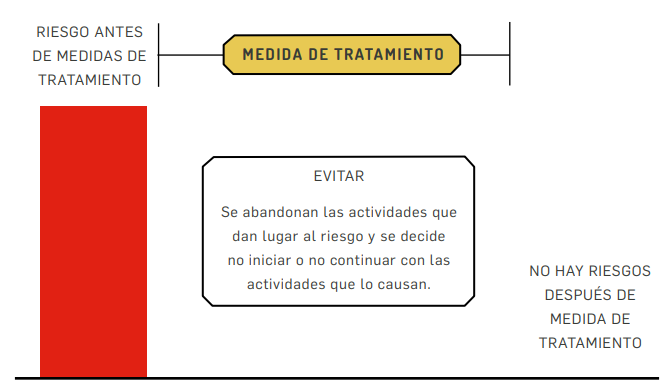 RIESGO ANTES
DE MEDIDAS DE
TRATAMIENTO
MEDIDA DE TRATAMIENTO
EVITAR
Se abandonan las actividades que
dan lugar al riesgo y se decide
no iniciar o no continuar con las
actividades que lo causan.
NO HAY RIESGOS
DESPUÉS DE
MEDIDA DE
TRATAMIENTO